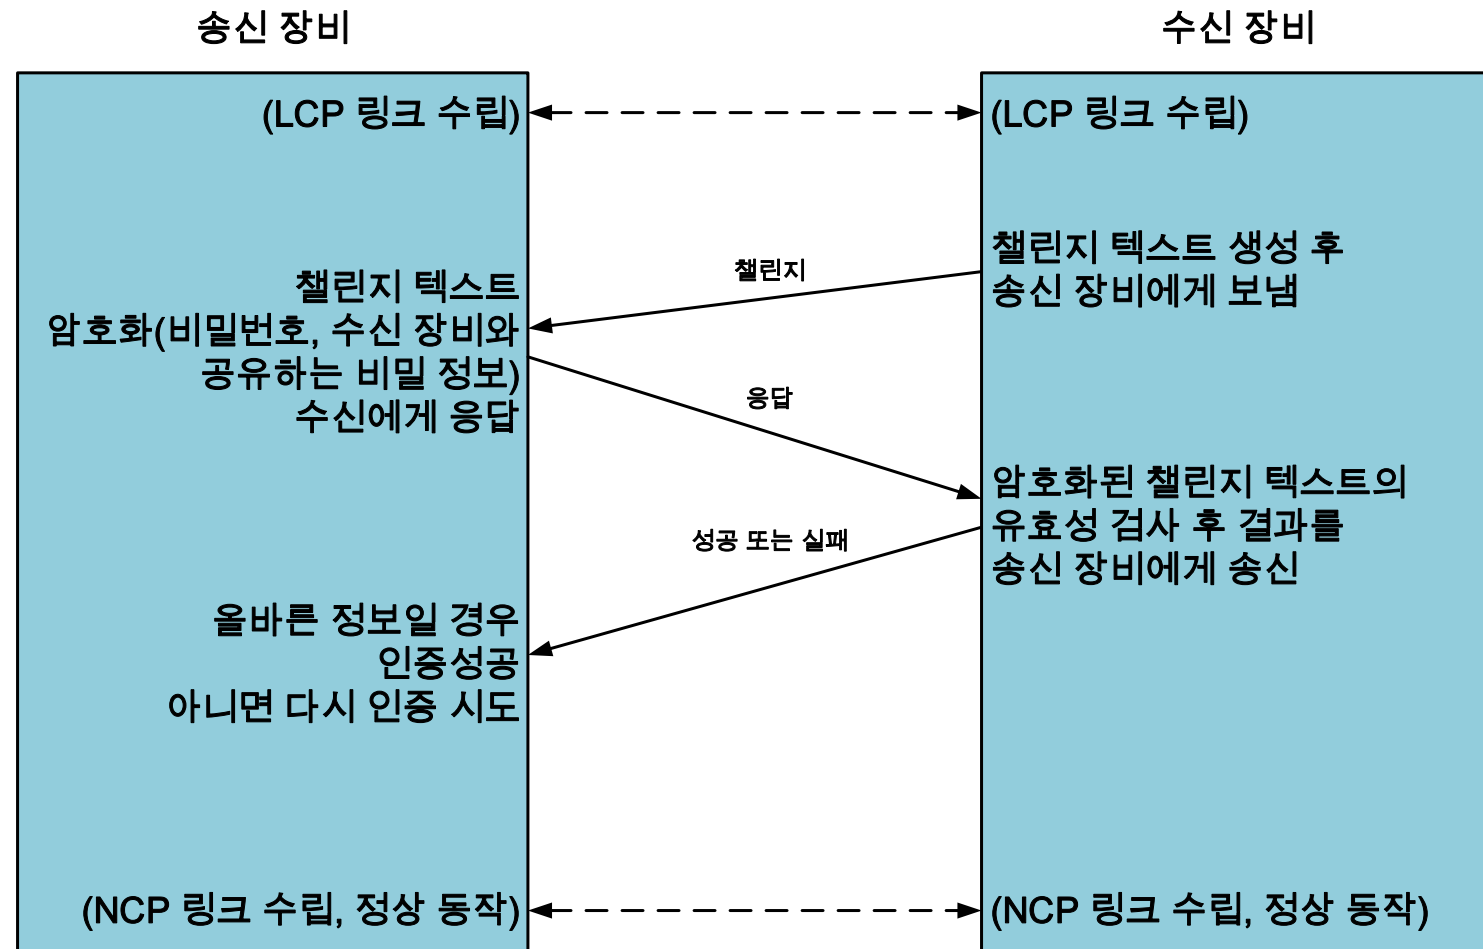 송신 장비
수신 장비
(LCP 링크 수립)
(LCP 링크 수립)
챌린지 텍스트 생성 후
송신 장비에게 보냄
챌린지
챌린지 텍스트
암호화(비밀번호, 수신 장비와
공유하는 비밀 정보)
수신에게 응답
응답
암호화된 챌린지 텍스트의
유효성 검사 후 결과를
송신 장비에게 송신
성공 또는 실패
올바른 정보일 경우
인증성공
아니면 다시 인증 시도
(NCP 링크 수립, 정상 동작)
(NCP 링크 수립, 정상 동작)